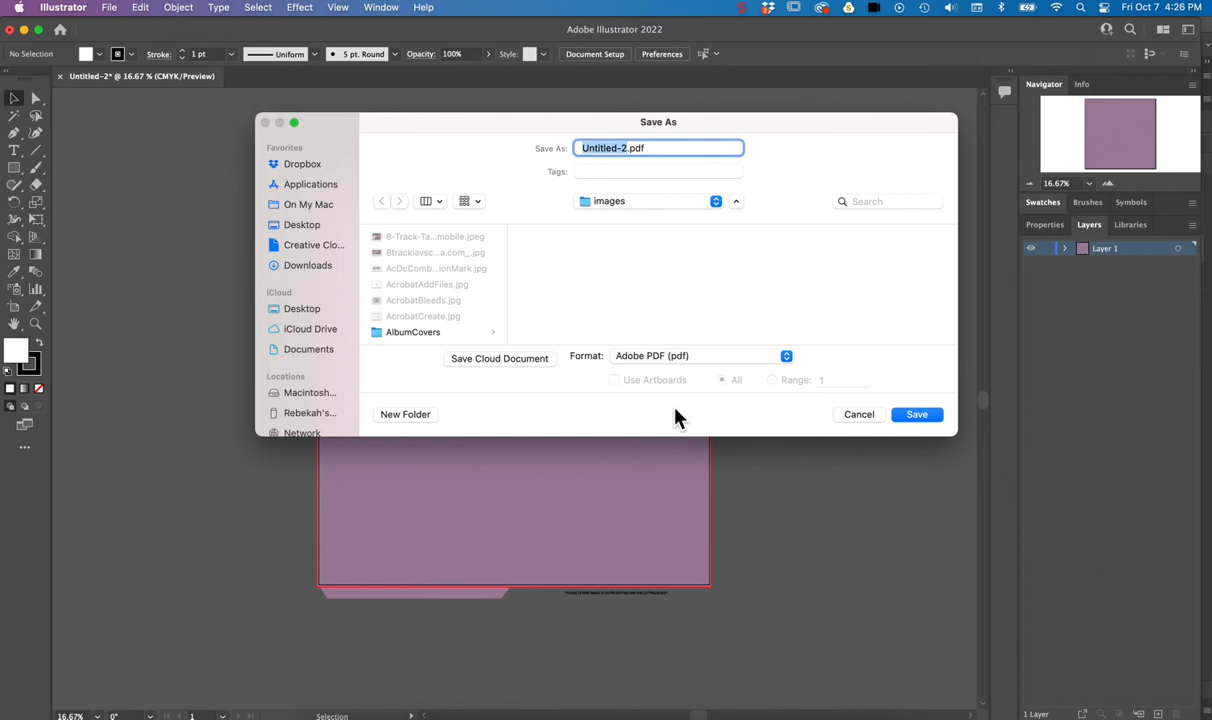 Illustrator File Edit Object Type Select Effect View Window Help Fri Oct 7 4:26 PM
Adobe Illustrator 2022
No Selection Stroke: 1 pt Uniform 5 pt. Round Opacity: 100% Style: Document Setup Preferences
Untitled-2* @ 16.67 % (CMYK/Preview)
Navigator Info
16.67%
Swatches Brushes Symbols
Properties Layers Libraries
Layer 1
Save As
Save As: Untitled-2.pdf
Tags:
images
Search
Favorites
Dropbox
Applications
On My Mac
Desktop
Creative Clo...
Downloads
iCloud
Desktop
iCloud Drive
Documents
Locations
Macintosh...
Rebekah's...
Network
8-Track-Ta...mobile.jpeg
8trackiavsc...a.com_.jpg
AcDcComb...ionMark.jpg
AcrobatAddFiles.jpg
AcrobatBleeds.jpg
AcrobatCreate.jpg
AlbumCovers
Save Cloud Document Format: Adobe PDF (pdf)
Use Artboards All Range: 1
New Folder Cancel Save
16.67% 0° 1 Selection
1 Layer